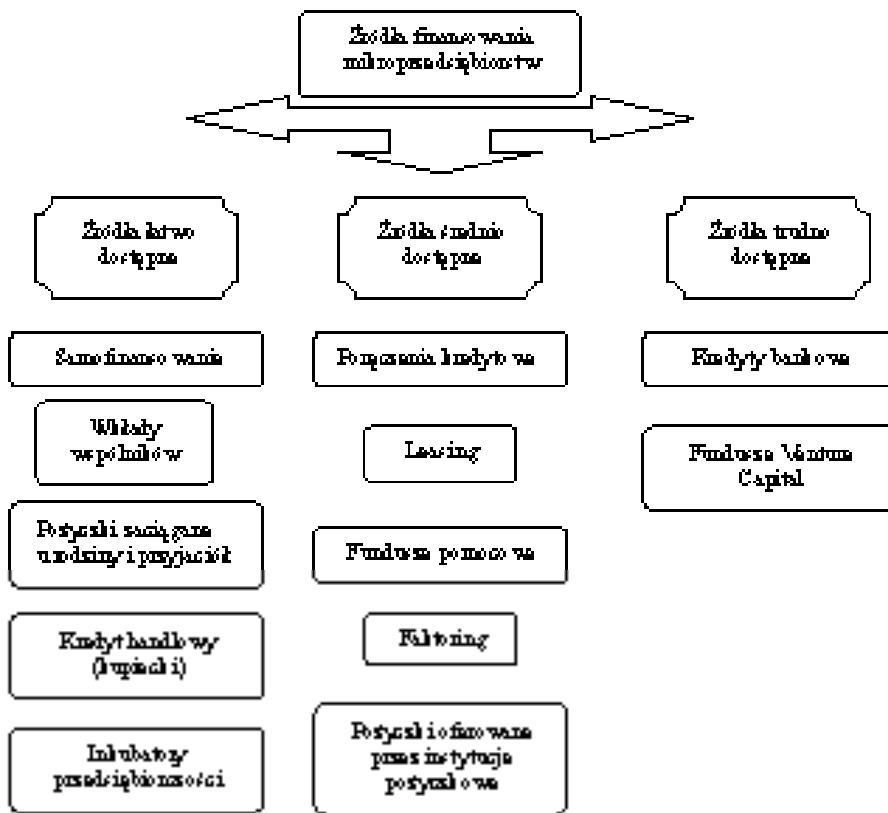 Źródła finansowania
mikroprzedsiębiorstw
Źródła łatwo
dostępne
Źródła średnio
dostępne
Źródła trudno
dostępne
Samofinansowanie
Wkłady
wspólników
Pożyczki zaciągane
u rodziny i przyjaciół
Kredyt handlowy
(kupiecki)
Inkubatory
przedsiębiorczości
Poręczenia kredytowe
Leasing
Fundusze pomocowe
Faktoring
Pożyczki oferowane
przez instytucje
pożyczkowe
Kredyty bankowe
Fundusze Venture
Capital